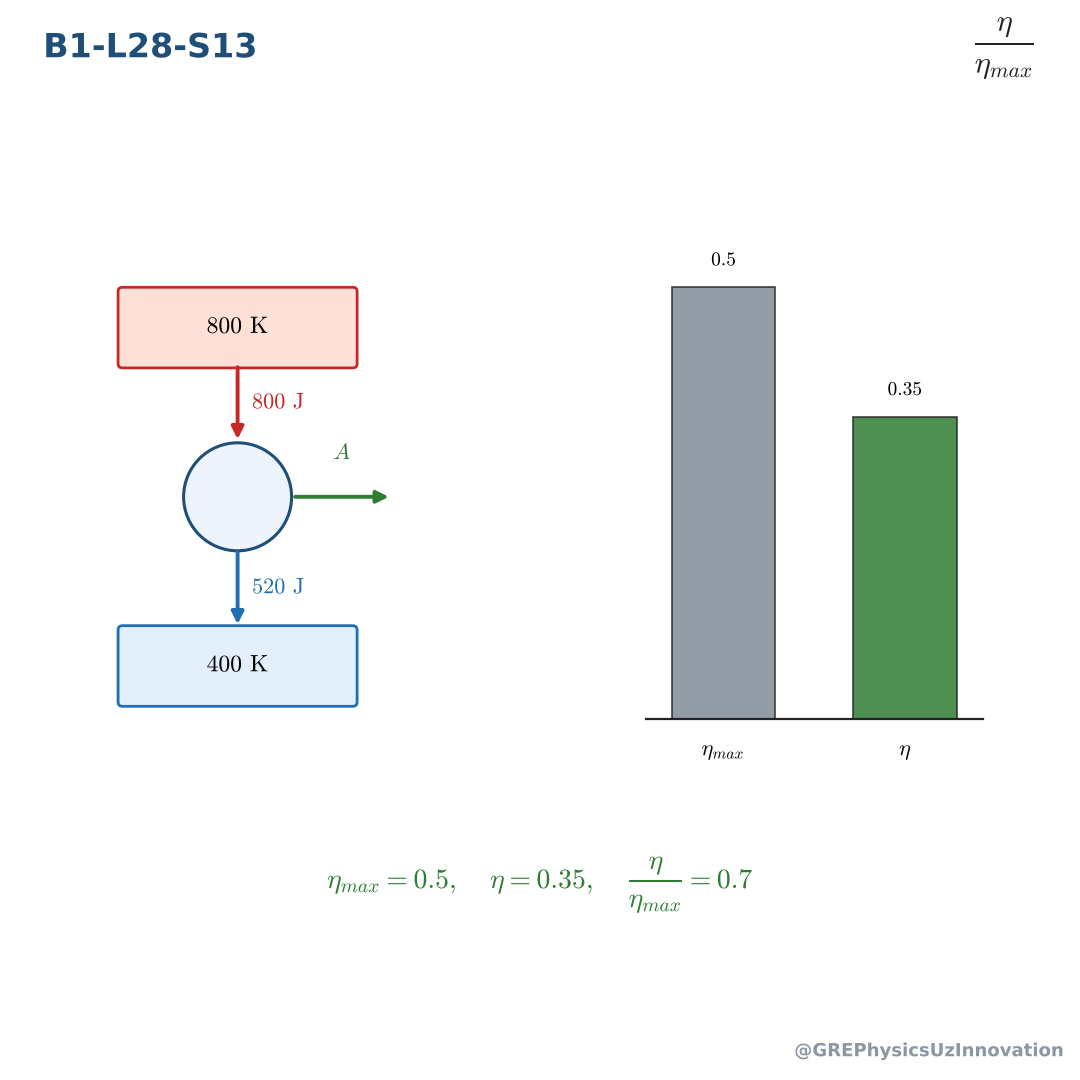 B1-L28-S13
η/η_max
800 K
800 J
A
520 J
400 K
0.5
0.35
η_max
η
η_max = 0.5, η = 0.35, η/η_max = 0.7
@GREPhysicsUzInnovation